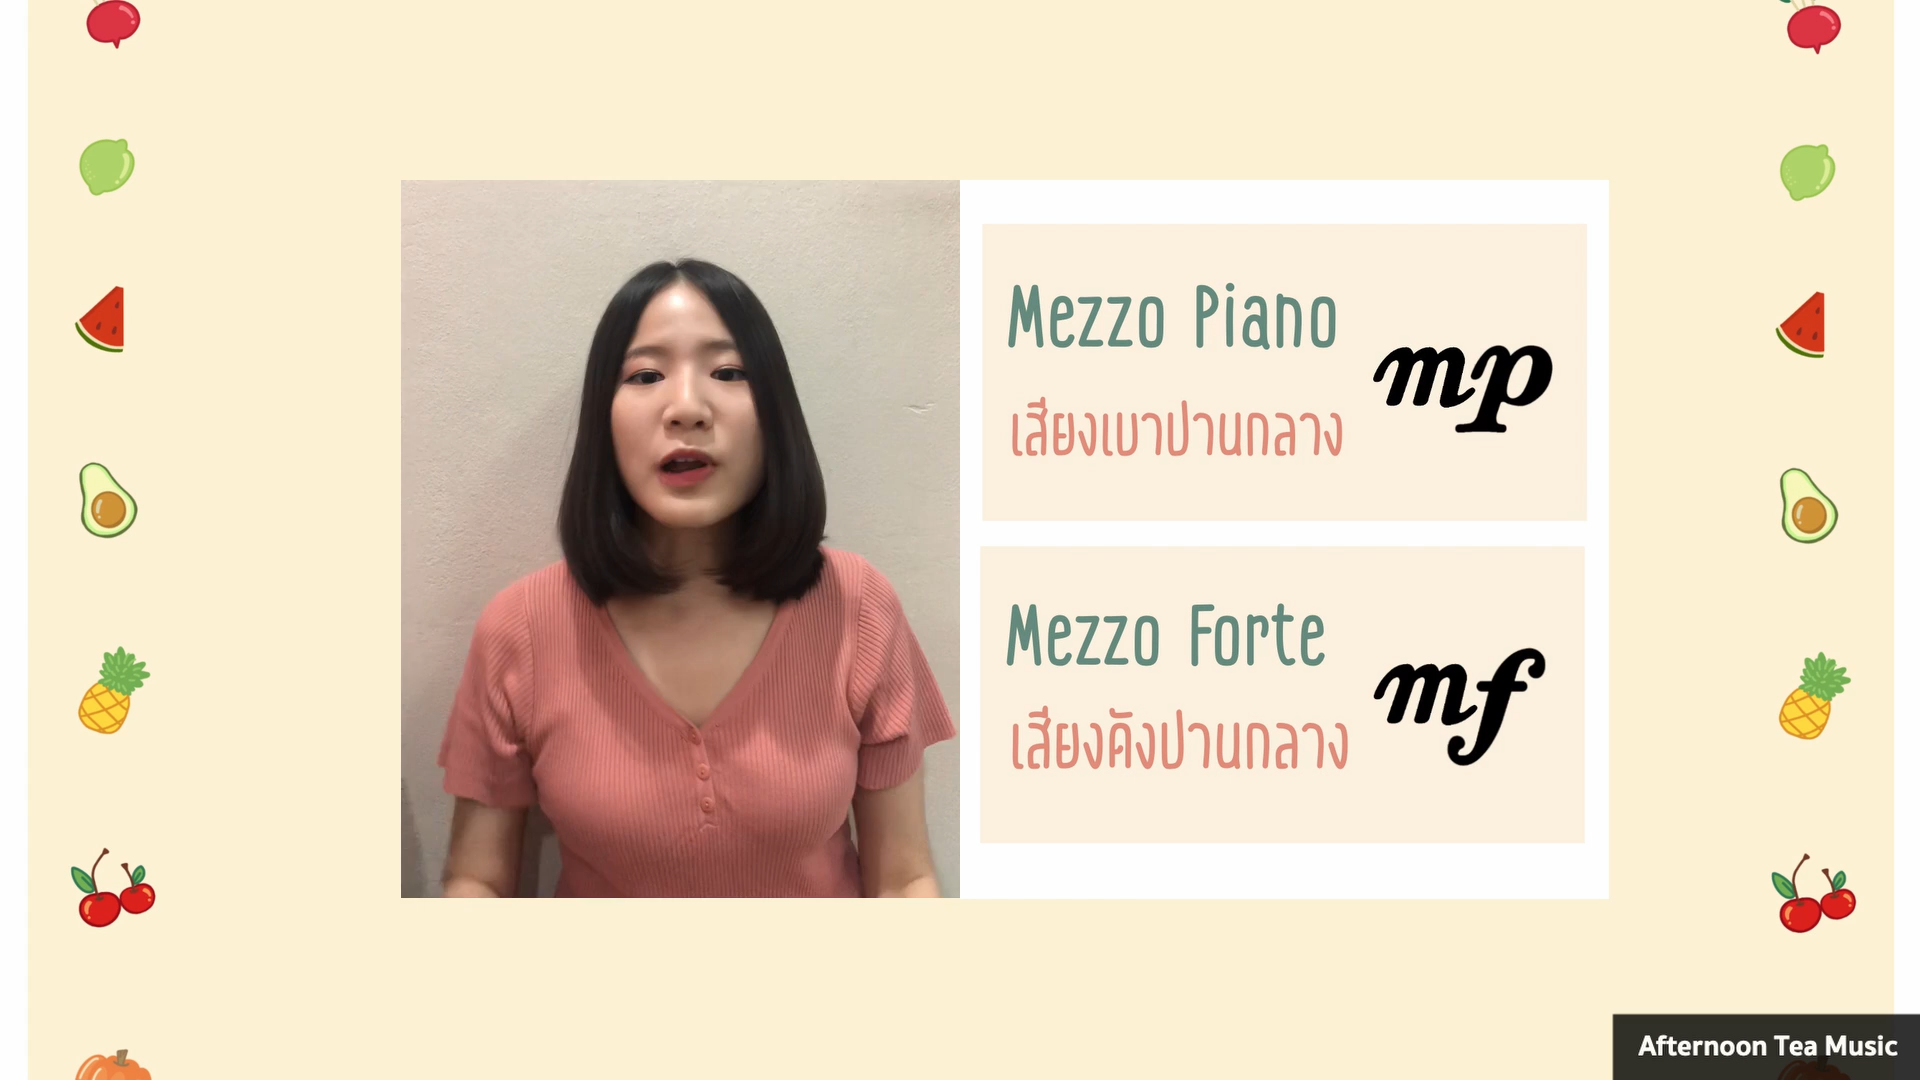 Mezzo Piano
เสียงเบาปานกลาง
mp
Mezzo Forte
เสียงดังปานกลาง
mf
Afternoon Tea Music